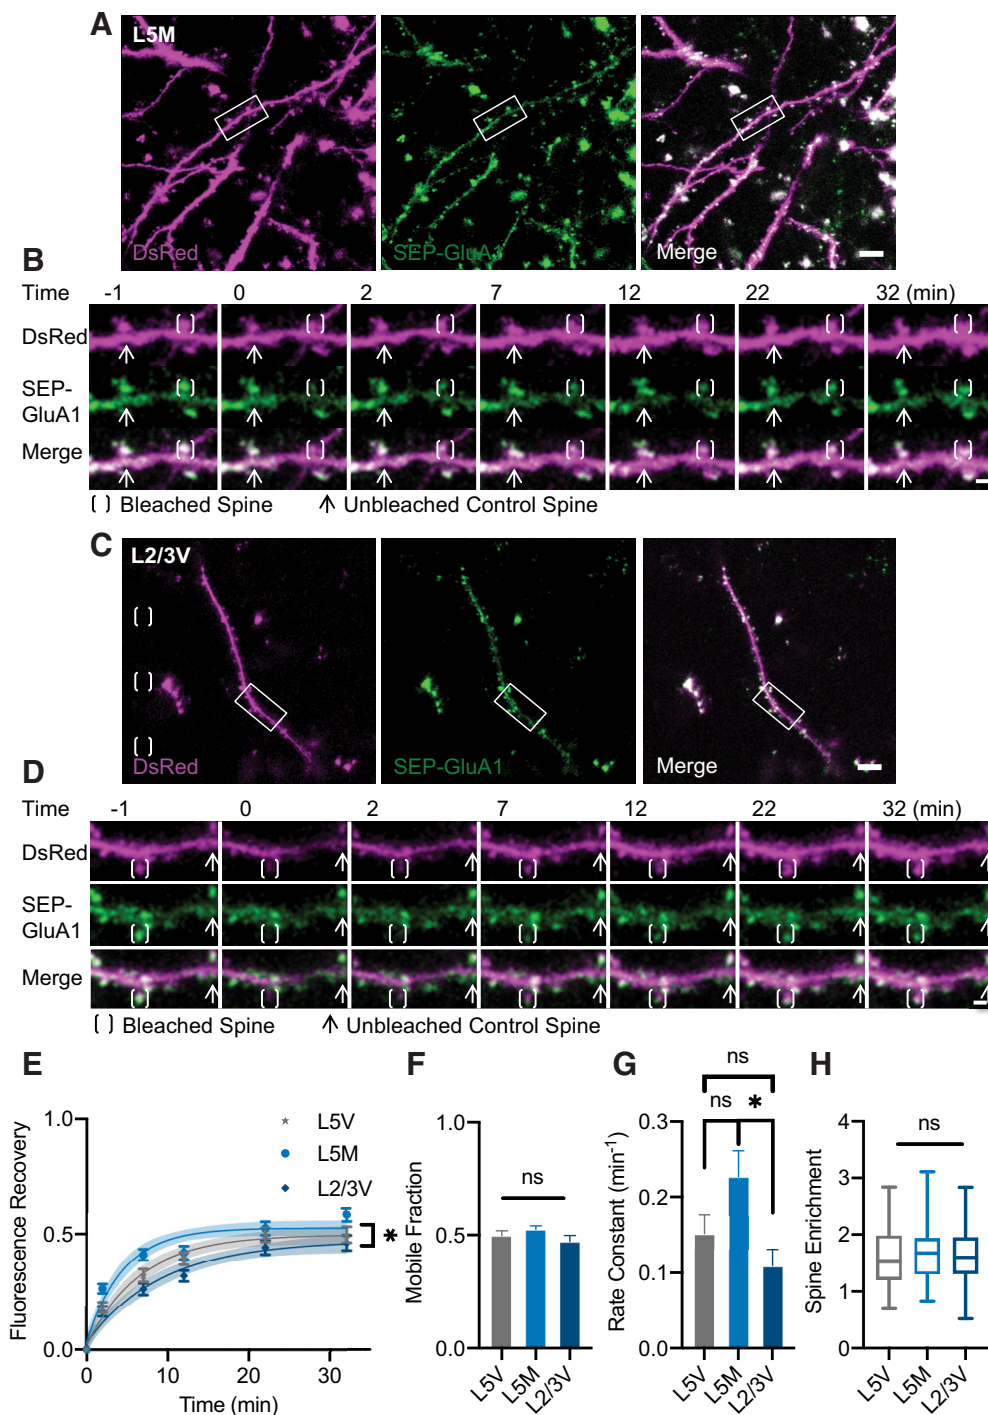 A
L5M
DsRed
SEP-GluA1
Merge
B
Time -1 0 2 7 12 22 32 (min)
DsRed
SEP-
GluA1
Merge
Bleached Spine
Unbleached Control Spine
C
L2/3V
DsRed
SEP-GluA1
Merge
D
Time -1 0 2 7 12 22 32 (min)
DsRed
SEP-
GluA1
Merge
Bleached Spine
Unbleached Control Spine
E
Fluorescence Recovery
1.0
0.5
0.0
0 10 20 30
Time (min)
L5V
L5M
L2/3V
*
F
Mobile Fraction
1.0
0.5
0.0
ns
L5V
L5M
L2/3V
G
Rate Constant (min⁻¹)
0.3
0.2
0.1
0.0
ns
ns
*
L5V
L5M
L2/3V
H
Spine Enrichment
4
3
2
1
0
ns
L5V
L5M
L2/3V